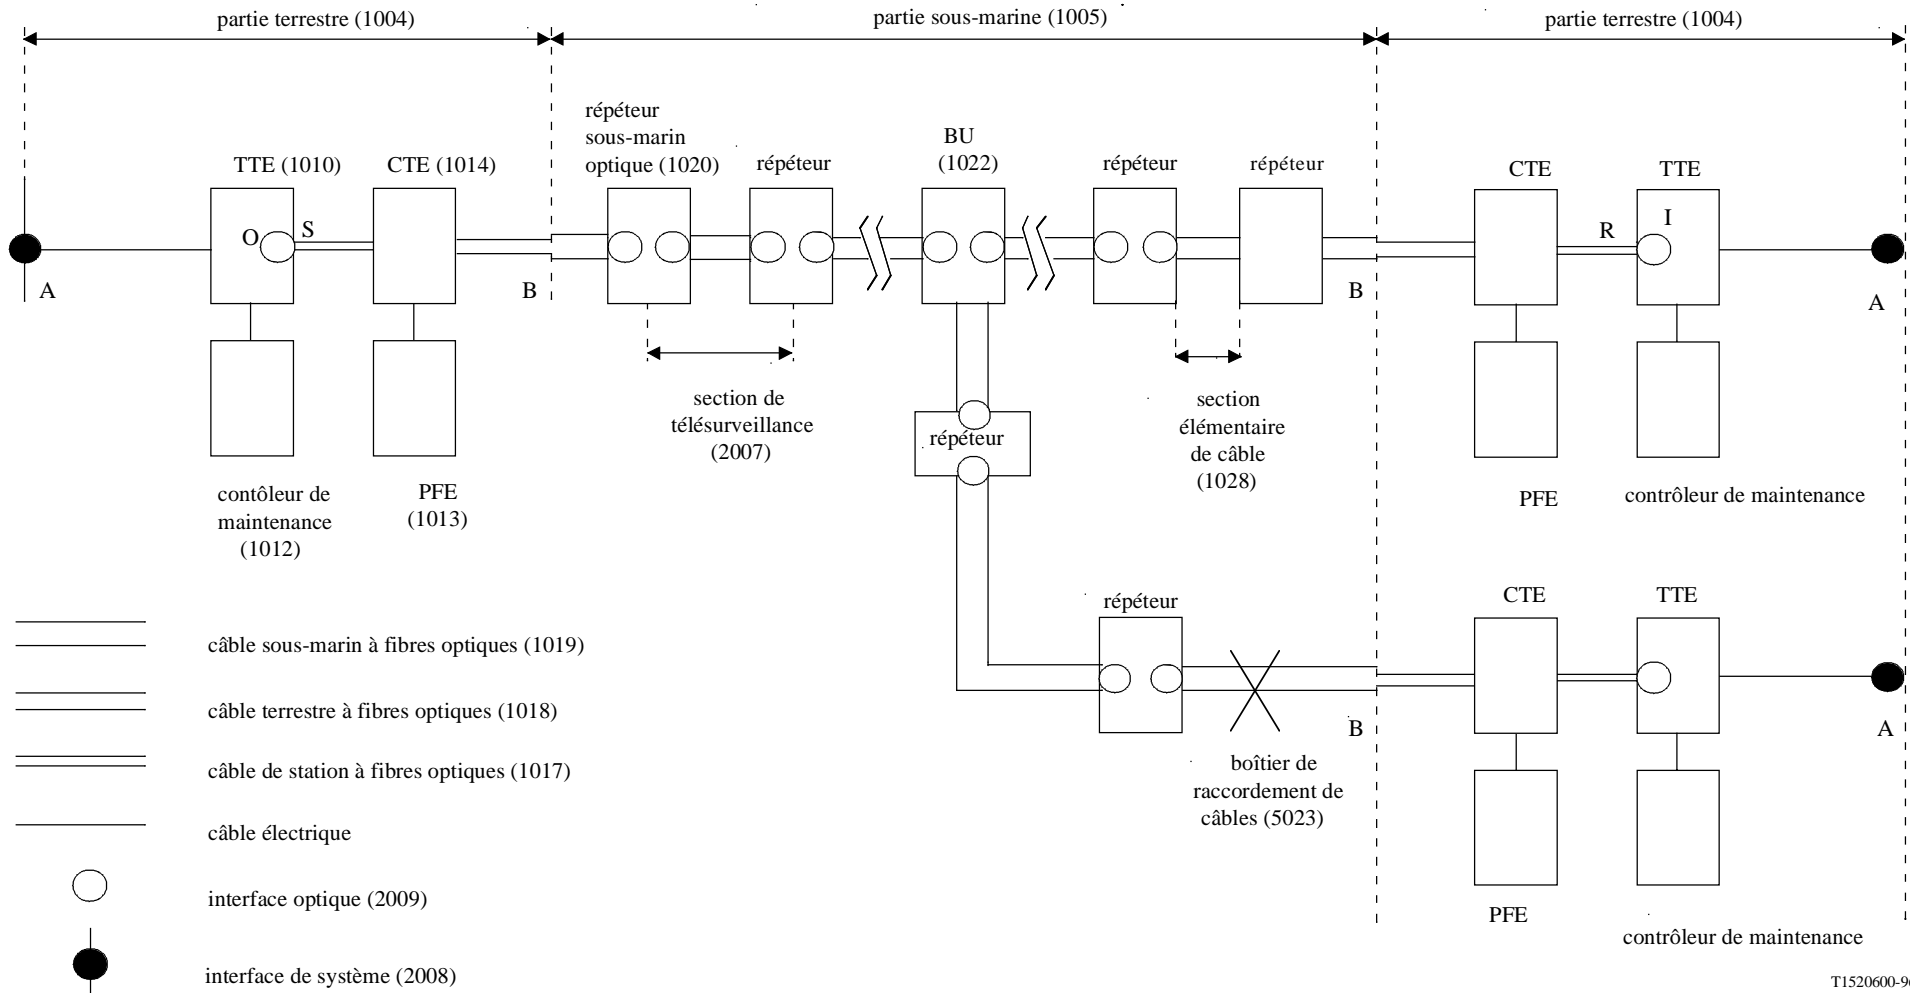 partie terrestre (1004)
partie sous-marine (1005)
partie terrestre (1004)
répéteur
sous-marin
optique (1020)
TTE (1010)
CTE (1014)
répéteur
BU
(1022)
répéteur
répéteur
CTE
TTE
O
S
R
I
A
B
B
A
section de
télésurveillance
(2007)
section
élémentaire
de câble
(1028)
répéteur
contôleur de
maintenance
(1012)
PFE
(1013)
PFE
contrôleur de maintenance
répéteur
CTE
TTE
B
A
boîtier de
raccordement de
câbles (5023)
PFE
contrôleur de maintenance
câble sous-marin à fibres optiques (1019)
câble terrestre à fibres optiques (1018)
câble de station à fibres optiques (1017)
câble électrique
interface optique (2009)
interface de système (2008)